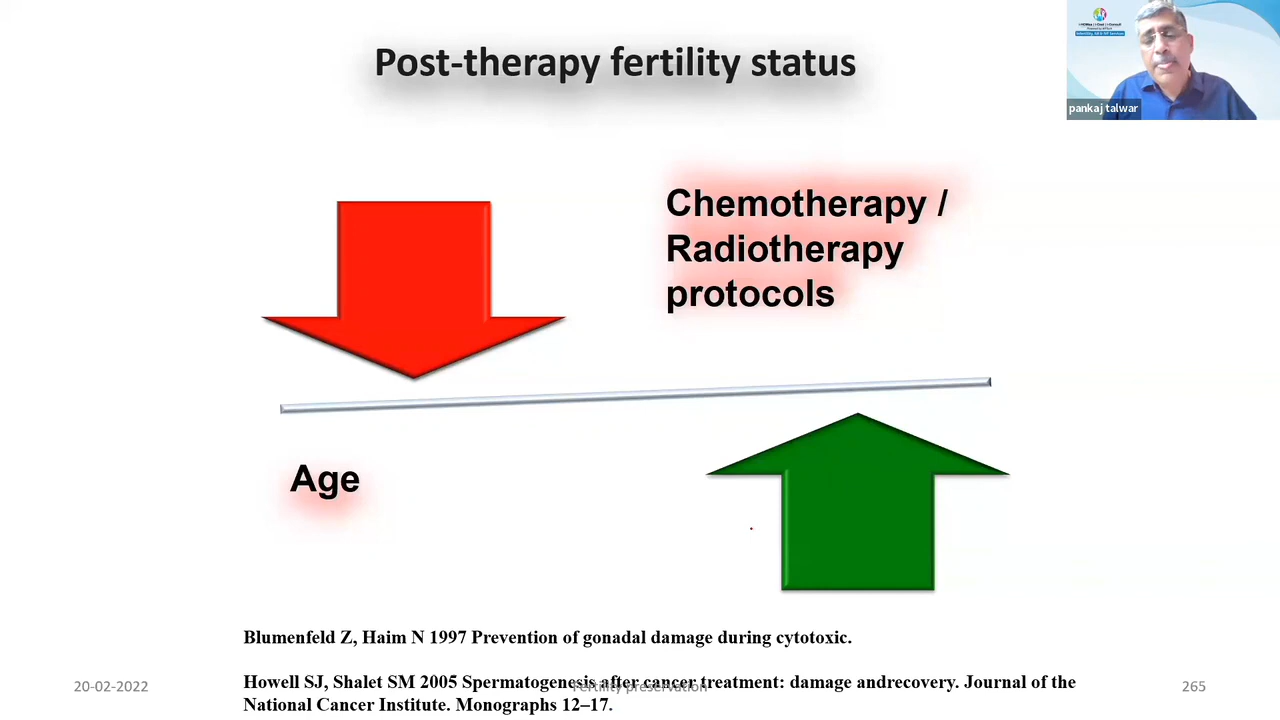 Post-therapy fertility status
pankaj talwar
Chemotherapy /
Radiotherapy
protocols
Age
Blumenfeld Z, Haim N 1997 Prevention of gonadal damage during cytotoxic.
Howell SJ, Shalet SM 2005 Spermatogenesis after cancer treatment: damage andrecovery. Journal of the
National Cancer Institute. Monographs 12–17.
20-02-2022
Fertility preservation
265